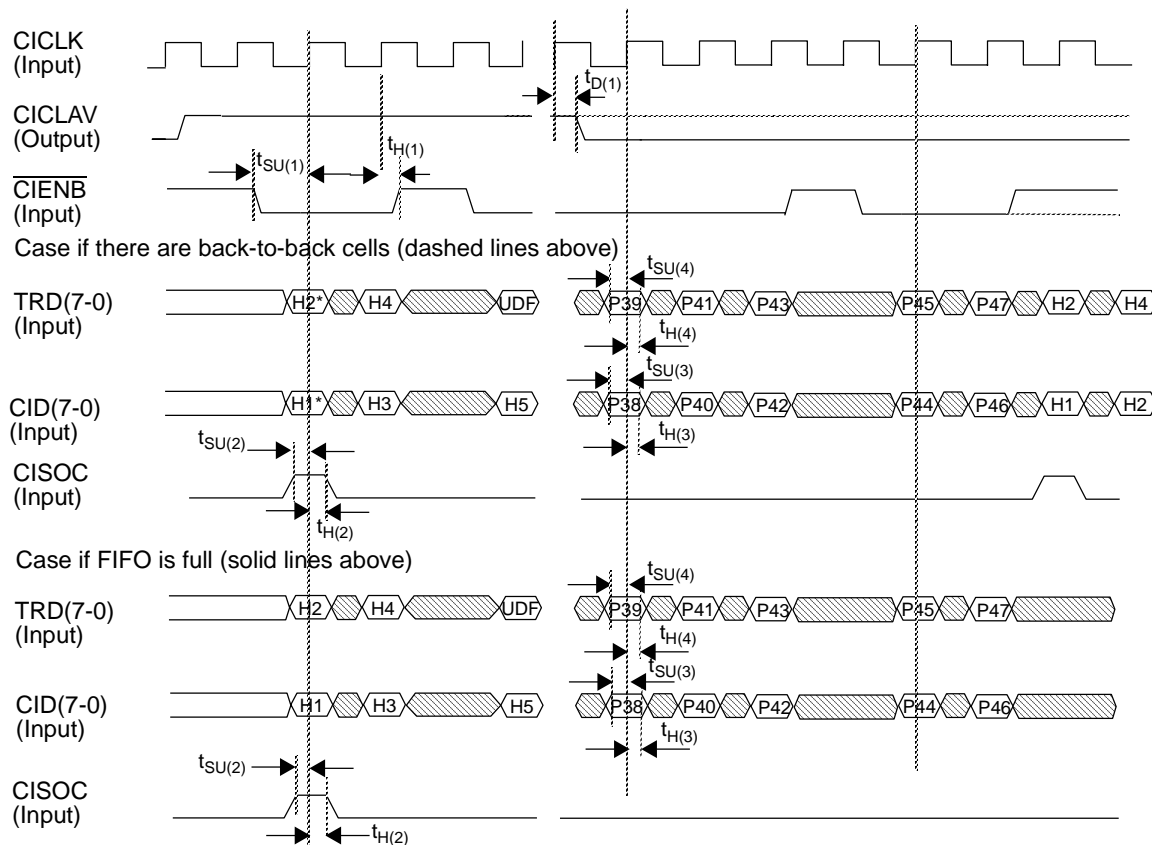 CICLK
(Input)
tD(1)
CICLAV
(Output)
tSU(1)
tH(1)
CIENB
(Input)
Case if there are back-to-back cells (dashed lines above)
tSU(4)
TRD(7-0)
(Input)
H2* H4 UDF P39 P41 P43 P45 P47 H2 H4
tH(4)
tSU(3)
CID(7-0)
(Input)
H1* H3 H5 P38 P40 P42 P44 P46 H1 H2
tSU(2)
tH(3)
CISOC
(Input)
tH(2)
Case if FIFO is full (solid lines above)
tSU(4)
TRD(7-0)
(Input)
H2 H4 UDF P39 P41 P43 P45 P47
tH(4)
tSU(3)
CID(7-0)
(Input)
H1 H3 H5 P38 P40 P42 P44 P46
tH(3)
tSU(2)
CISOC
(Input)
tH(2)